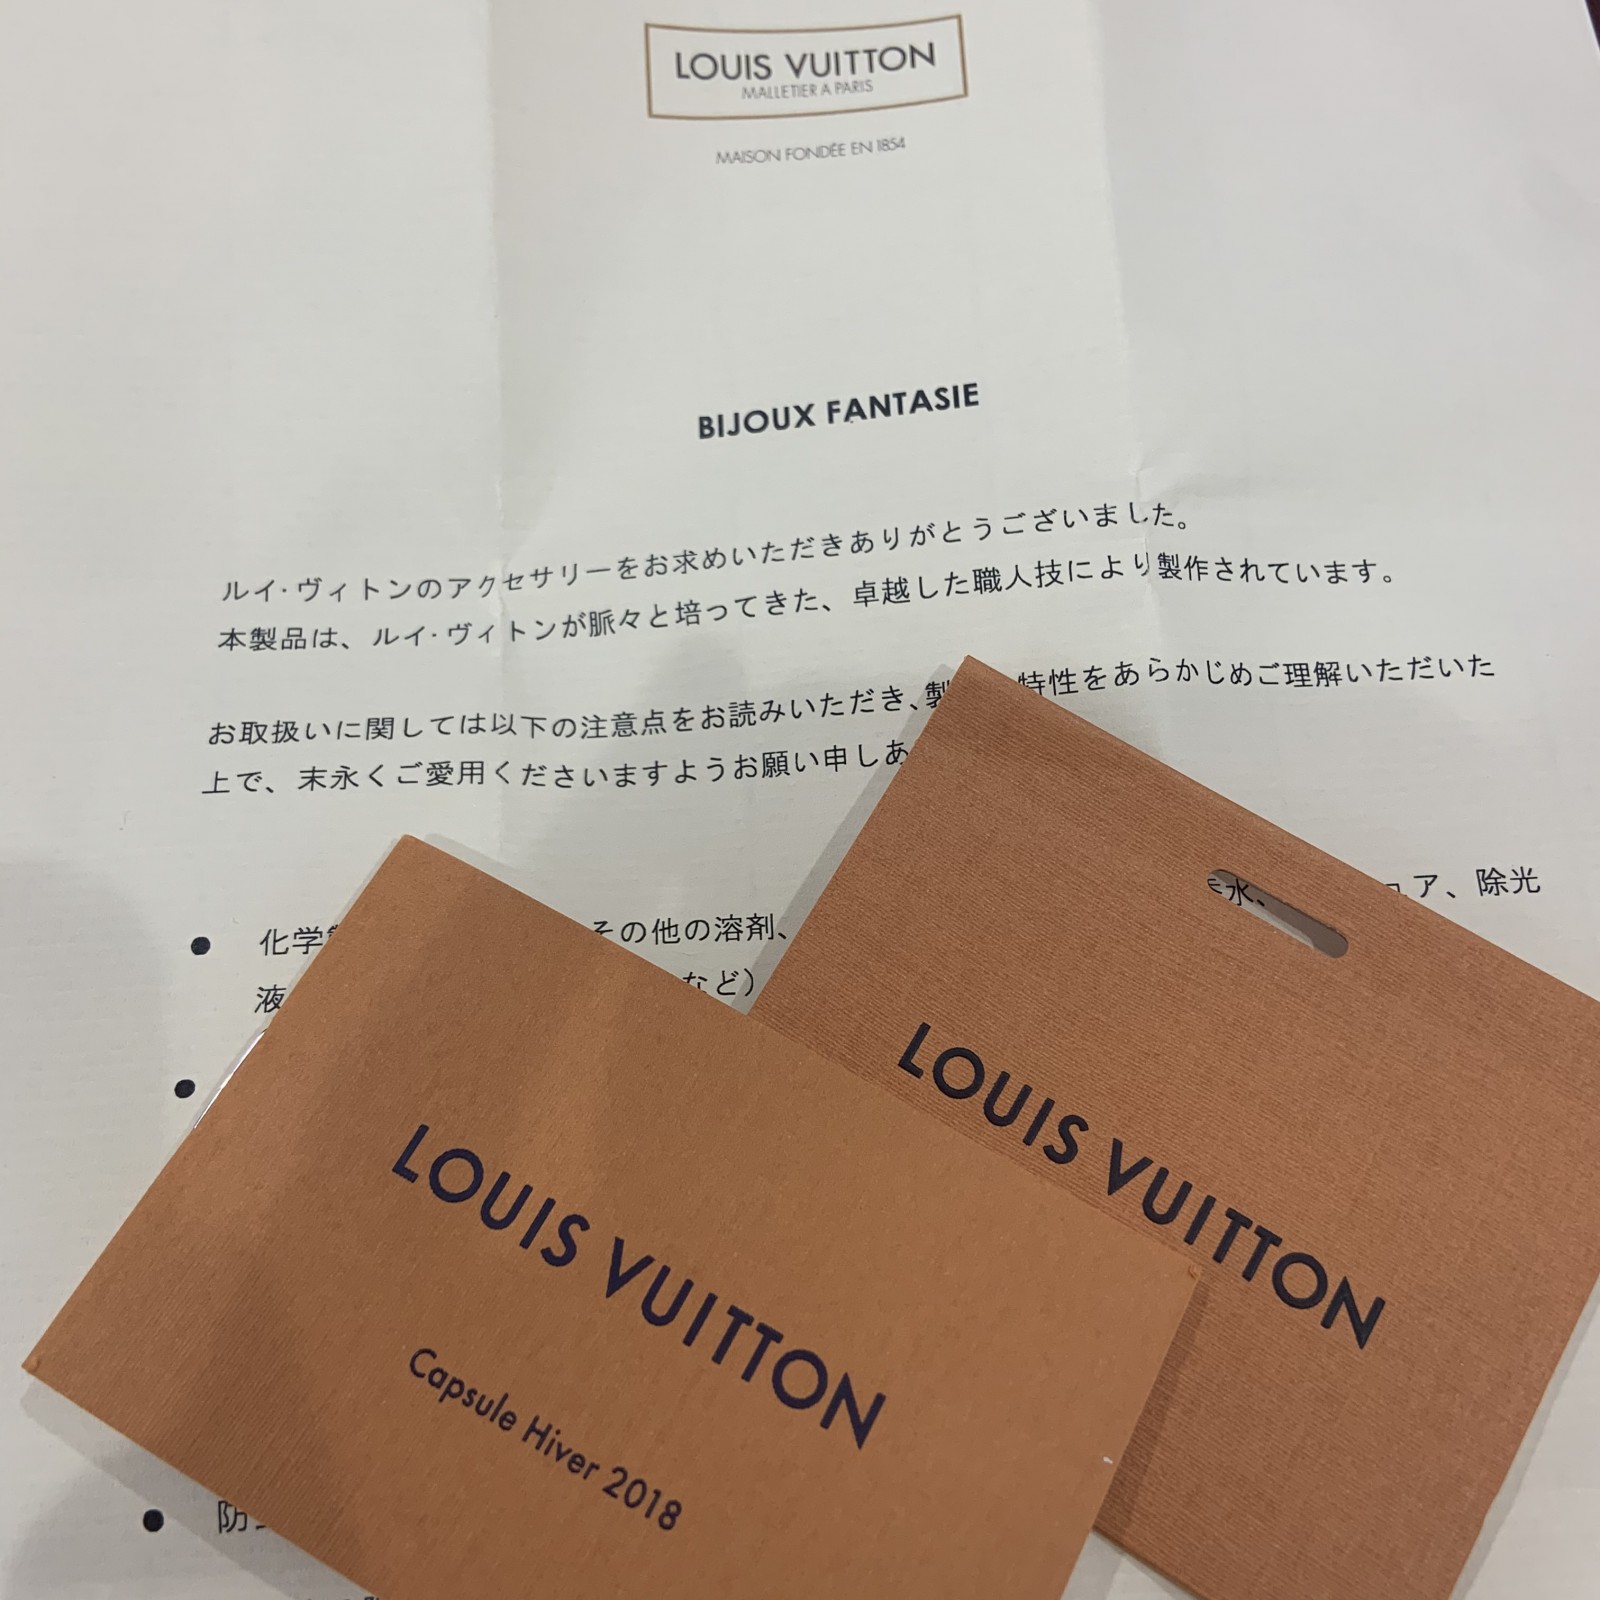 LOUIS VUITTON
MALLETIER A PARIS
MAISON FONDÉE EN 1854
BIJOUX FANTASIE
ルイ・ヴィトンのアクセサリーをお求めいただきありがとうございました。
本製品は、ルイ・ヴィトンが脈々と培ってきた、卓越した職人技により製作されています。
お取扱いに関しては以下の注意点をお読みいただき、製 特性をあらかじめご理解いただいた
上で、末永くご愛用くださいますようお願い申しあ
● 化学 その他の溶剤、 水、 ア、除光
液 など）
●
LOUIS VUITTON
LOUIS VUITTON
Capsule Hiver 2018
● 防